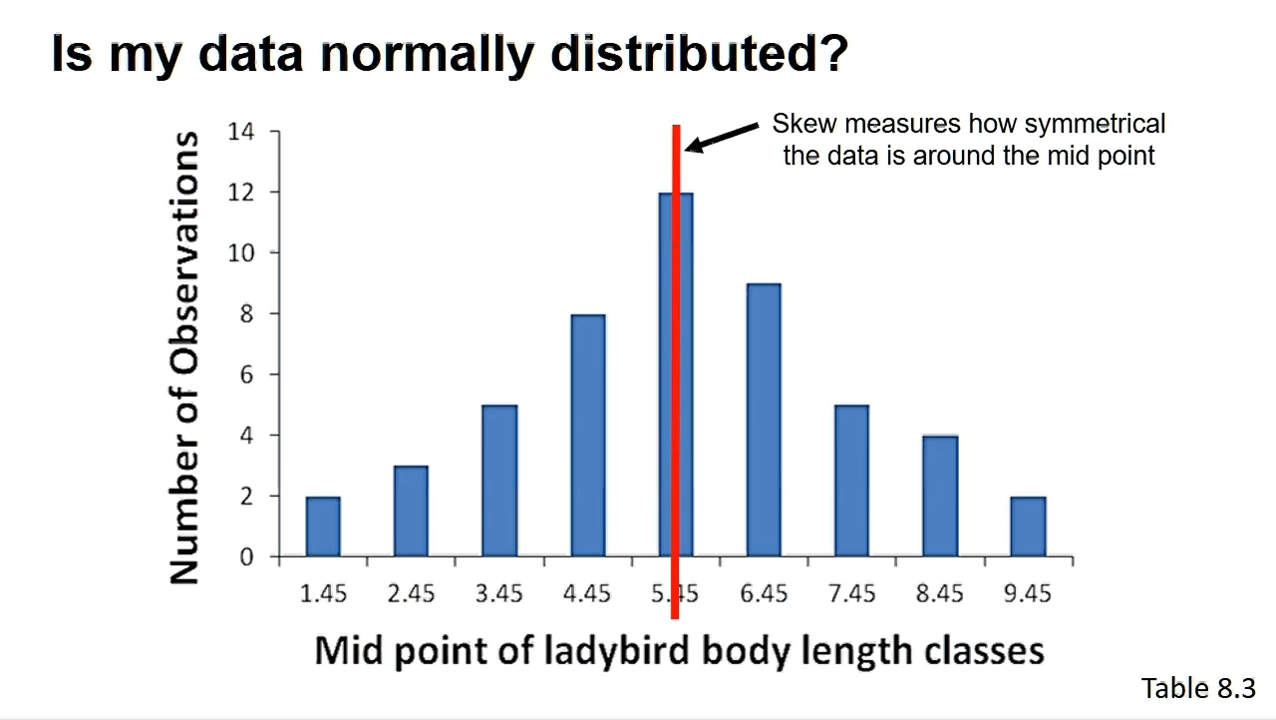 Is my data normally distributed?
Skew measures how symmetrical
the data is around the mid point
Number of Observations
14
12
10
8
6
4
2
0
1.45 2.45 3.45 4.45 5.45 6.45 7.45 8.45 9.45
Mid point of ladybird body length classes
Table 8.3